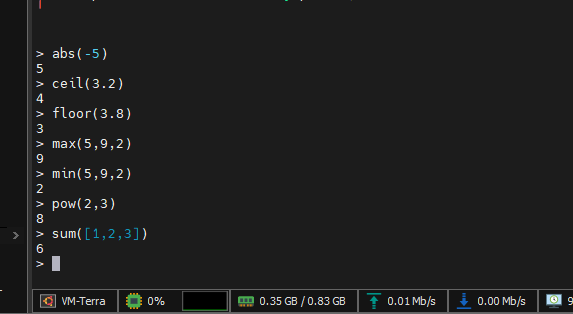 > abs(-5)
5
> ceil(3.2)
4
> floor(3.8)
3
> max(5,9,2)
9
> min(5,9,2)
2
> pow(2,3)
8
> sum([1,2,3])
6
>
VM-Terra 0% 0.35 GB / 0.83 GB 0.01 Mb/s 0.00 Mb/s